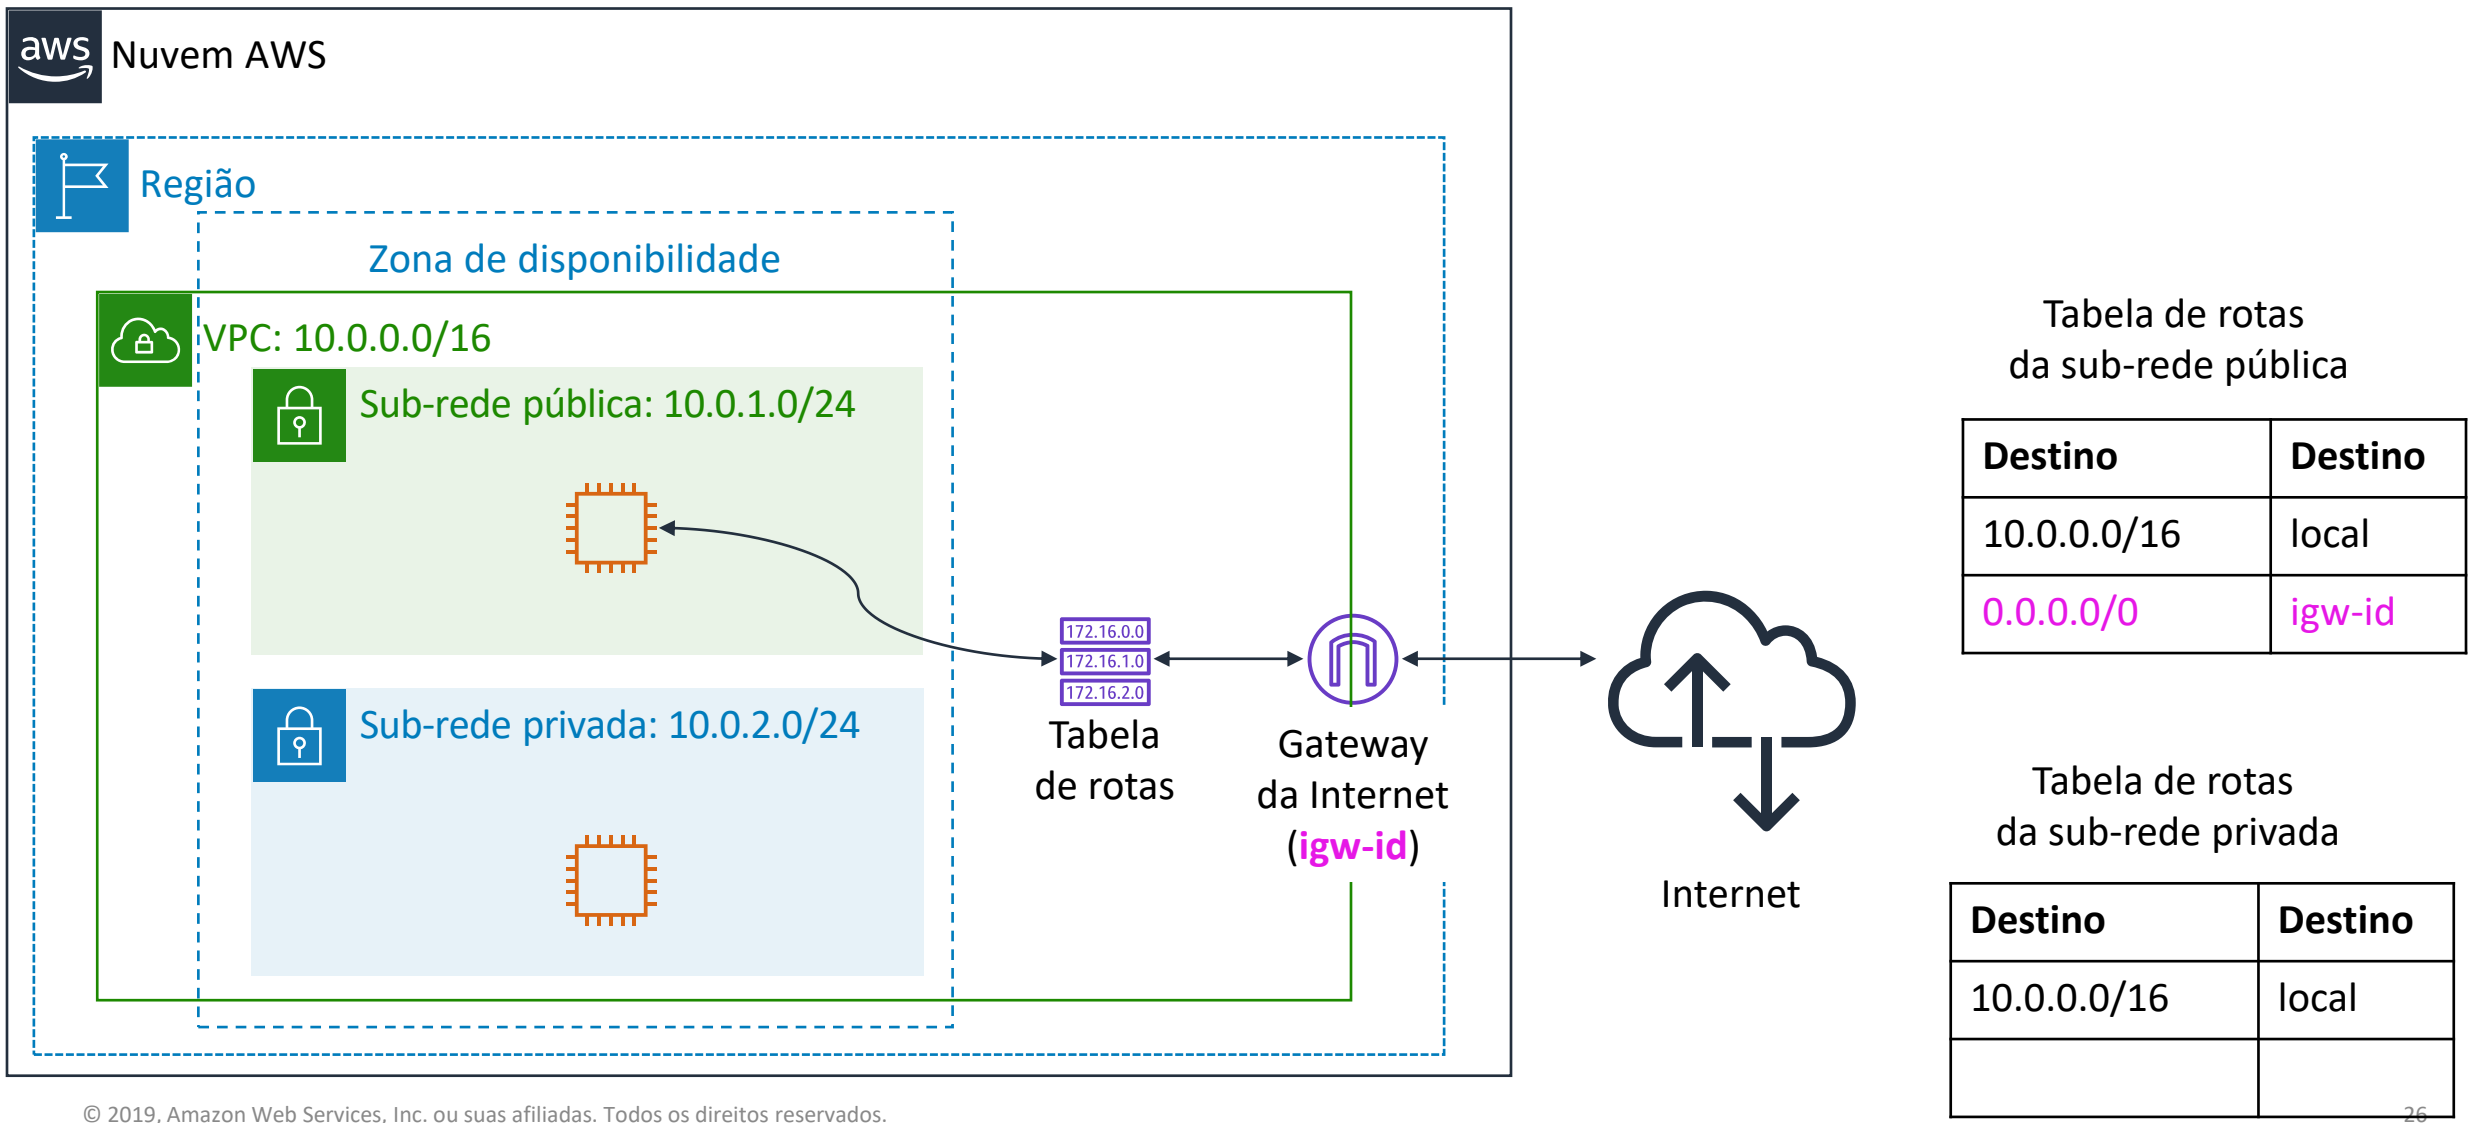 aws
Nuvem AWS
Região
Zona de disponibilidade
VPC: 10.0.0.0/16
Sub-rede pública: 10.0.1.0/24
Sub-rede privada: 10.0.2.0/24
172.16.0.0
172.16.1.0
172.16.2.0
Tabela
de rotas
Gateway
da Internet
(igw-id)
Internet
Tabela de rotas
da sub-rede pública
Destino Destino
10.0.0.0/16 local
0.0.0.0/0 igw-id
Tabela de rotas
da sub-rede privada
Destino Destino
10.0.0.0/16 local
© 2019, Amazon Web Services, Inc. ou suas afiliadas. Todos os direitos reservados.
26